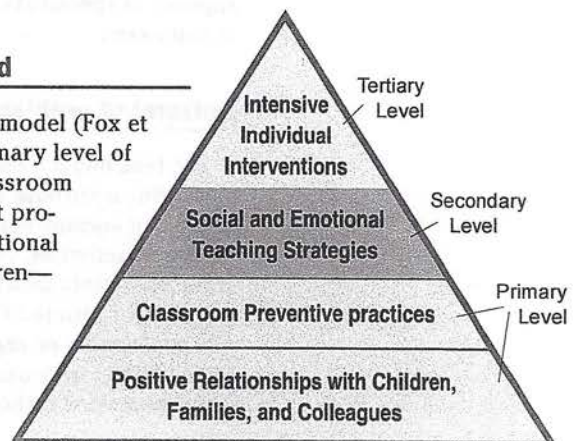 d
model (Fox et
mary level of
ssroom
t pro-
tional
ren—
Intensive
Individual
Interventions
Tertiary
Level
Social and Emotional
Teaching Strategies
Secondary
Level
Classroom Preventive practices
Primary
Level
Positive Relationships with Children,
Families, and Colleagues